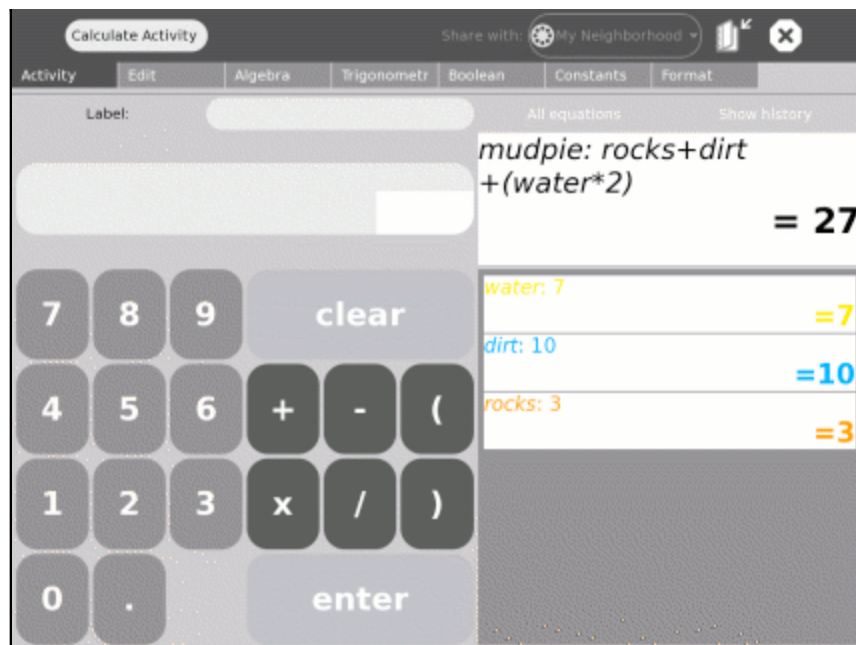 Calculate Activity Share with: My Neighborhood
Activity Edit Algebra Trigonometr Boolean Constants Format
Label: All equations Show history
mudpie: rocks+dirt
+(water*2)
= 27
water: 7
=7
dirt: 10
=10
rocks: 3
=3
7 8 9 clear
4 5 6 + - (
1 2 3 x / )
0 . enter